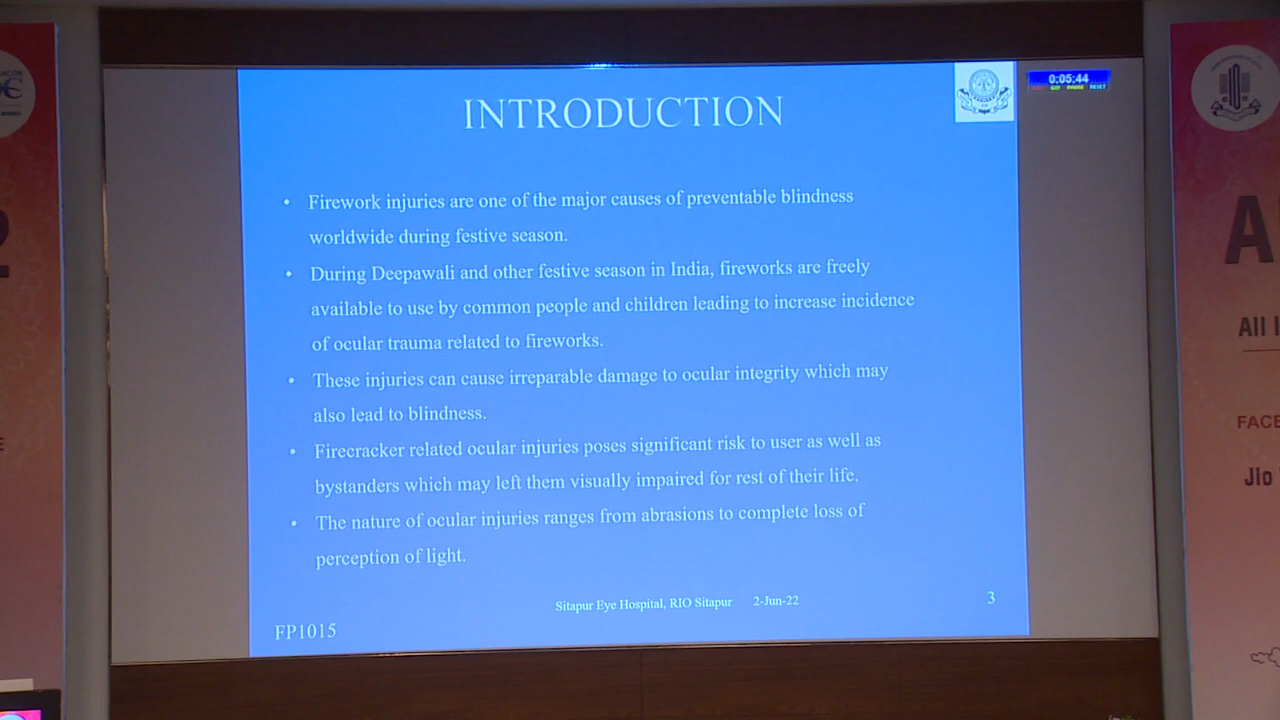 INTRODUCTION
0:05:44
PAUSE RESET
• Firework injuries are one of the major causes of preventable blindness
worldwide during festive season.
• During Deepawali and other festive season in India, fireworks are freely
available to use by common people and children leading to increase incidence
of ocular trauma related to fireworks.
• These injuries can cause irreparable damage to ocular integrity which may
also lead to blindness.
• Firecracker related ocular injuries poses significant risk to user as well as
bystanders which may left them visually impaired for rest of their life.
• The nature of ocular injuries ranges from abrasions to complete loss of
perception of light.
Sitapur Eye Hospital, RIO Sitapur 2-Jun-22
3
FP1015
A
All I
FACE
Jio